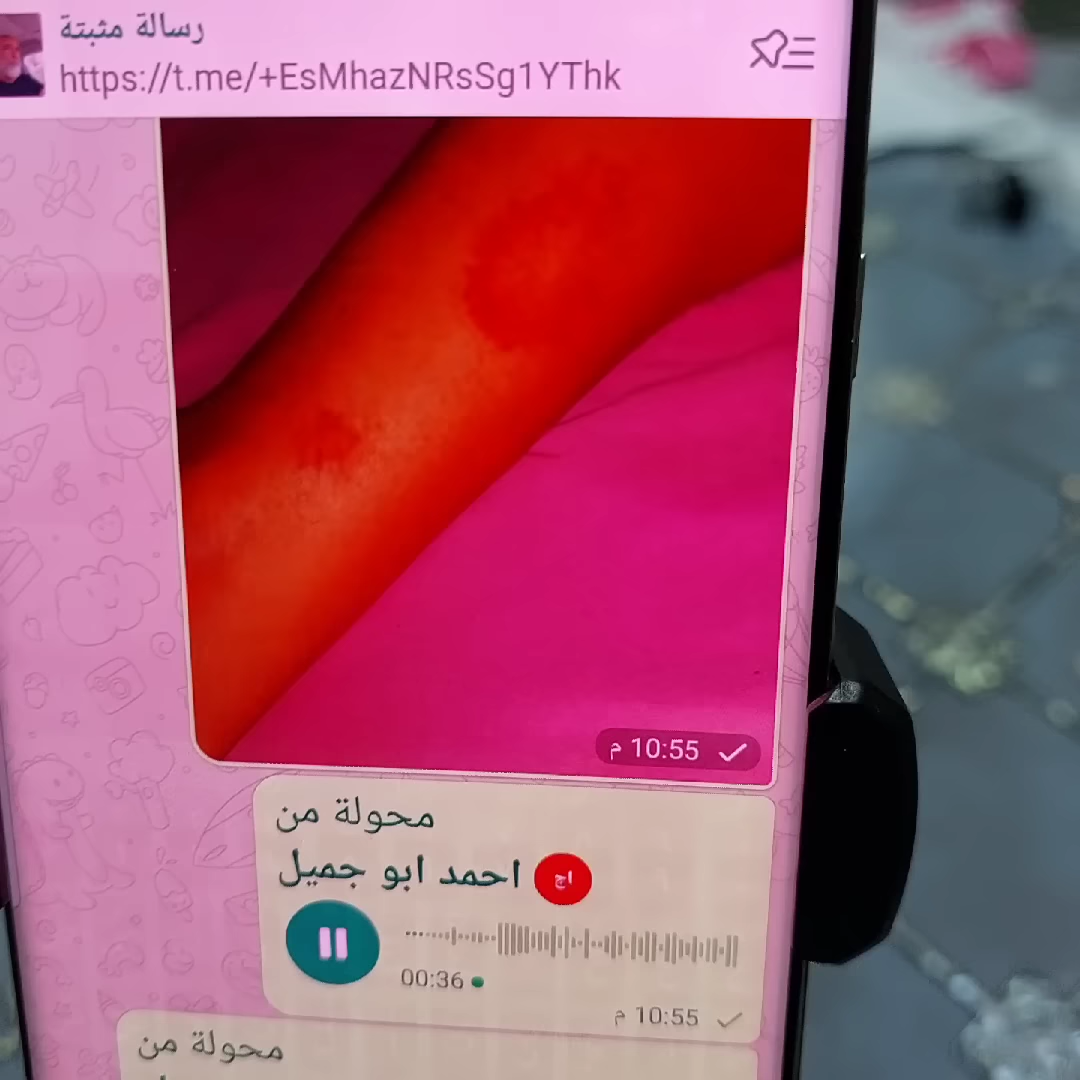 رسالة مثبتة
https://t.me/+EsMhazNRsSg1YThk
10:55 م
محولة من
اج احمد ابو جميل
00:36
10:55 م
محولة من